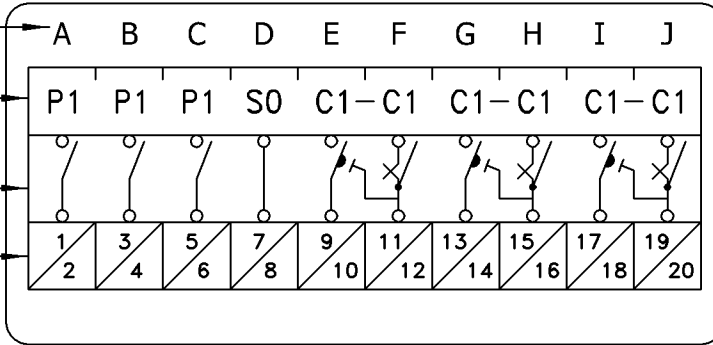 A B C D E F G H I J
P1 P1 P1 S0 C1-C1 C1-C1 C1-C1
1 3 5 7 9 11 13 15 17 19
2 4 6 8 10 12 14 16 18 20